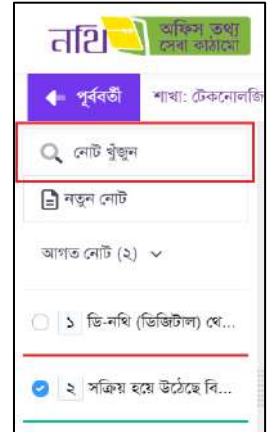 নথি
অফিস তথ্য
সেবা কাঠামো
পূর্ববর্তী শাখা: টেকনোলজি
নোট খুঁজুন
নতুন নোট
আগত নোট (২)
১ ডি-নথি (ডিজিটাল) থে...
২ সক্রিয় হয়ে উঠেছে বি...